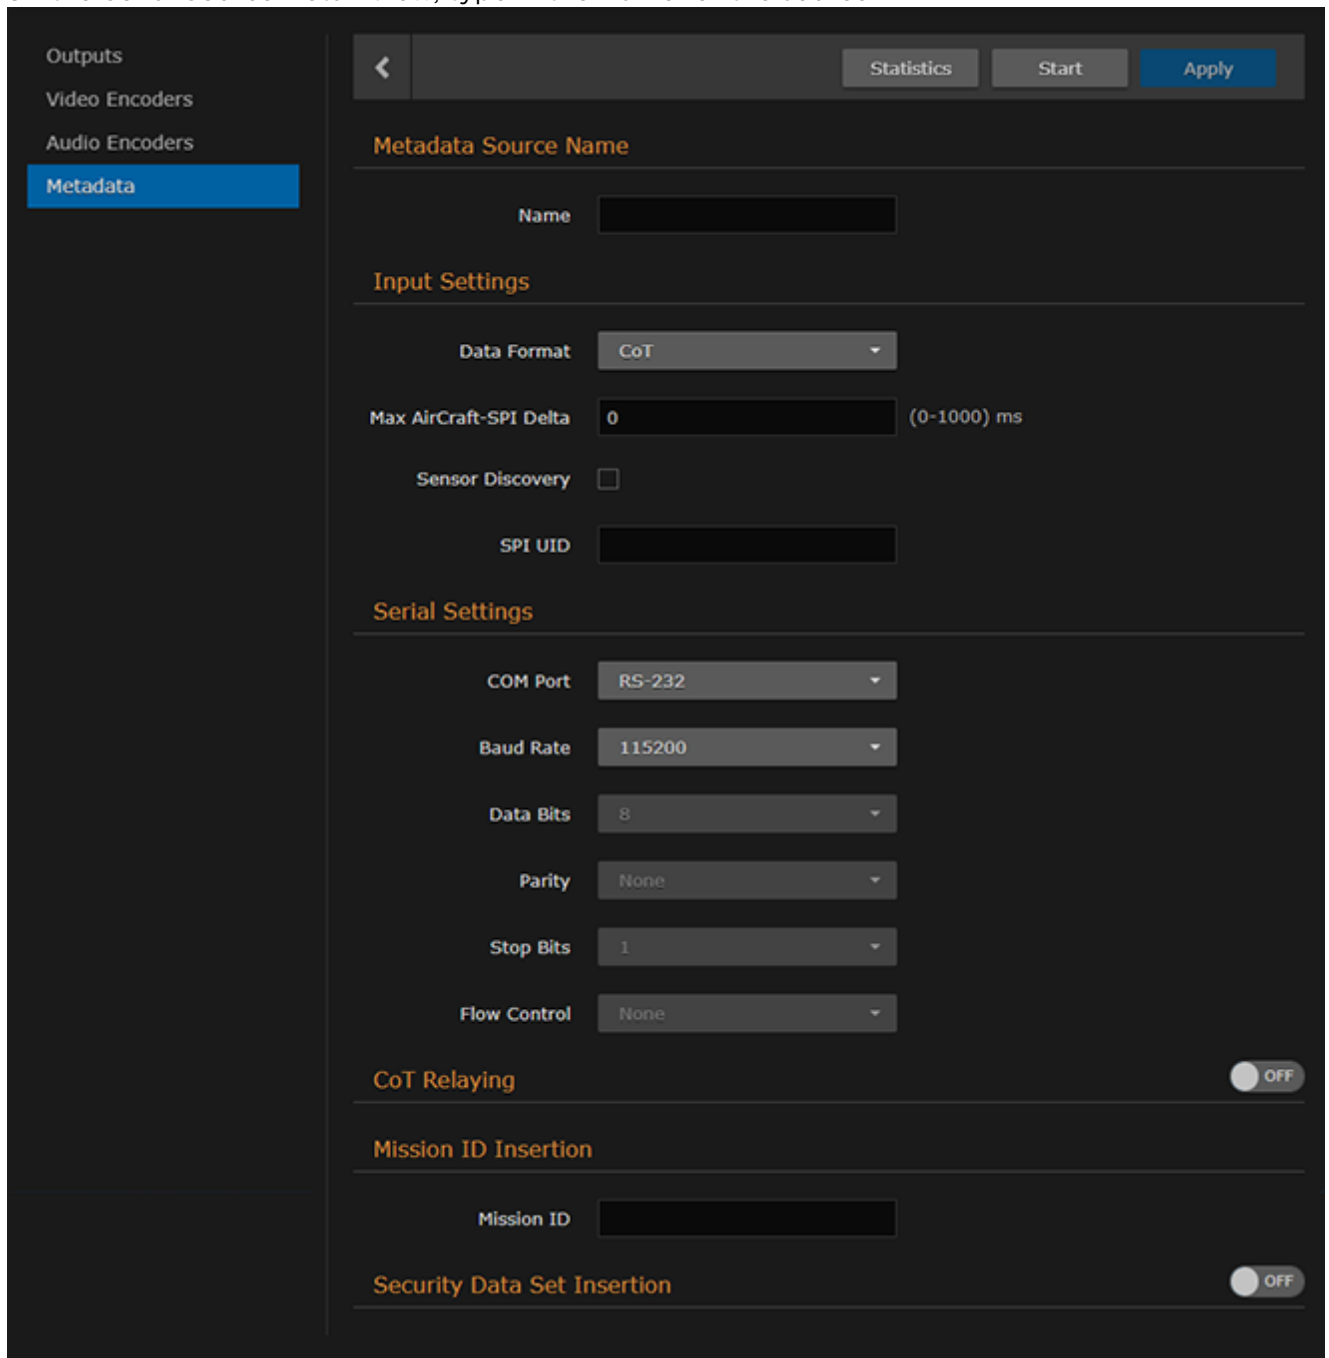 Outputs
Video Encoders
Audio Encoders
Metadata
Statistics Start Apply
Metadata Source Name
Name
Input Settings
Data Format CoT
Max AirCraft-SPI Delta 0 (0-1000) ms
Sensor Discovery
SPI UID
Serial Settings
COM Port RS-232
Baud Rate 115200
Data Bits 8
Parity None
Stop Bits 1
Flow Control None
CoT Relaying OFF
Mission ID Insertion
Mission ID
Security Data Set Insertion OFF